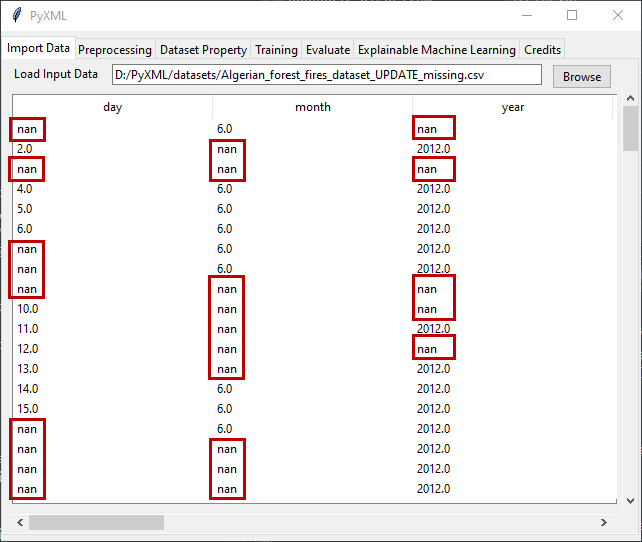 PyXML
Import Data Preprocessing Dataset Property Training Evaluate Explainable Machine Learning Credits
Load Input Data D:/PyXML/datasets/Algerian_forest_fires_dataset_UPDATE_missing.csv Browse
day month year
nan 6.0 nan
2.0 nan 2012.0
nan nan nan
4.0 6.0 2012.0
5.0 6.0 2012.0
6.0 6.0 2012.0
nan 6.0 2012.0
nan 6.0 2012.0
nan nan nan
10.0 nan nan
11.0 nan 2012.0
12.0 nan nan
13.0 nan 2012.0
14.0 6.0 2012.0
15.0 6.0 2012.0
nan 6.0 2012.0
nan nan 2012.0
nan nan 2012.0
nan nan 2012.0